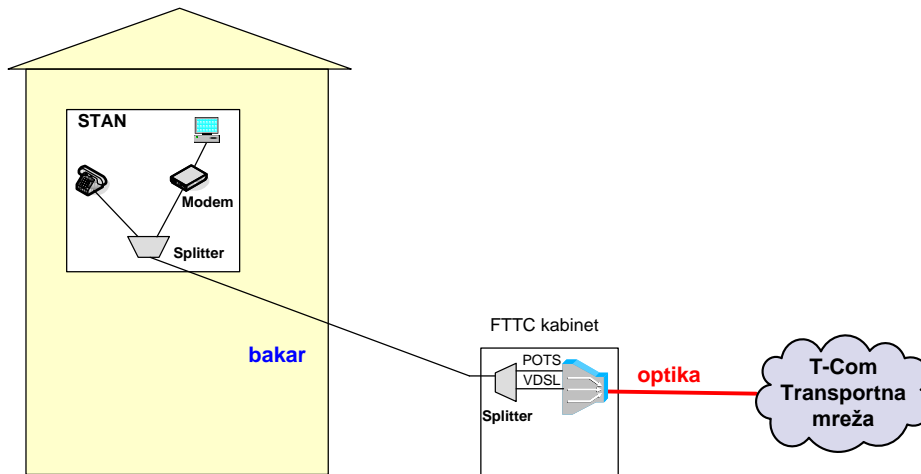 STAN
Modem
Splitter
bakar
FTTC kabinet
POTS
VDSL
Splitter
optika
T-Com
Transportna
mreža